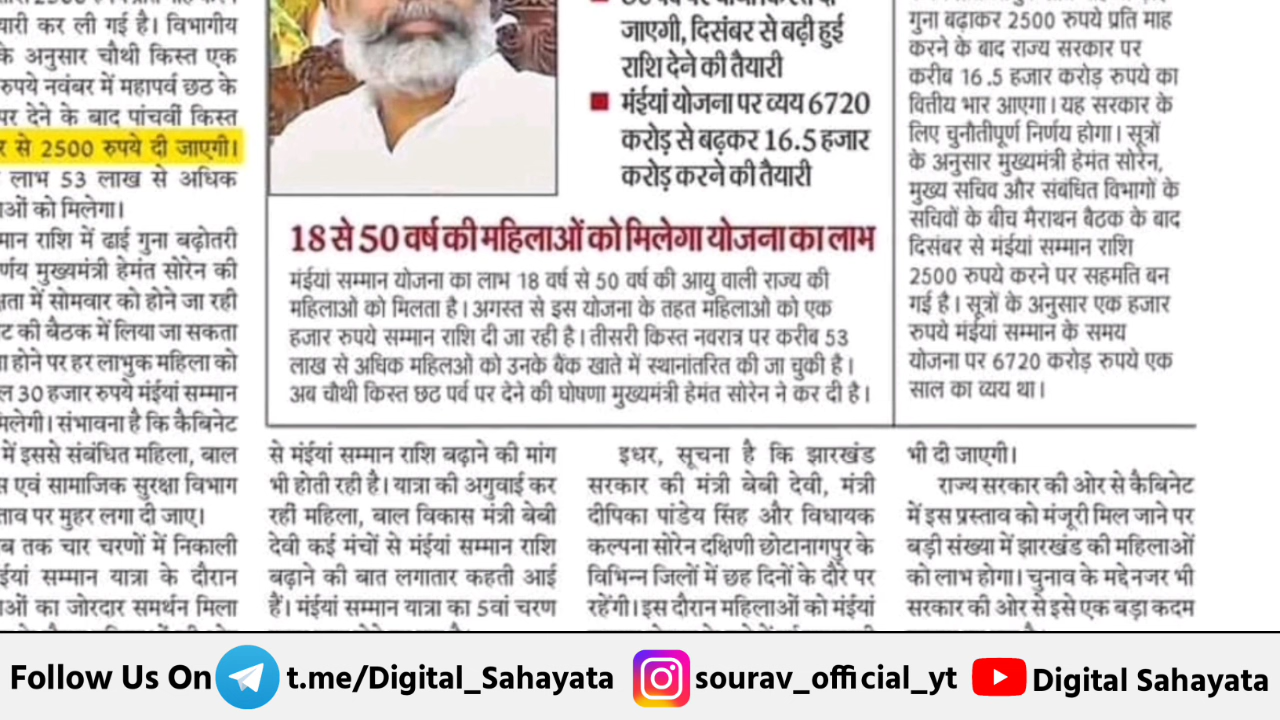 यारी कर ली गई है। विभागीय
के अनुसार चौथी किस्त एक
रुपये नवंबर में महापर्व छठ के
पर देने के बाद पांचवीं किस्त
र से 2500 रुपये दी जाएगी।
लाभ 53 लाख से अधिक
ाओं को मिलेगा।
मान राशि में ढाई गुना बढ़ोतरी
र्णय मुख्यमंत्री हेमंत सोरेन की
क्षता में सोमवार को होने जा रही
ट की बैठक में लिया जा सकता
ा होने पर हर लाभुक महिला को
ल 30 हजार रुपये मंईयां सम्मान
मिलेगी। संभावना है कि कैबिनेट
में इससे संबंधित महिला, बाल
स एवं सामाजिक सुरक्षा विभाग
ताव पर मुहर लगा दी जाए।
ब तक चार चरणों में निकाली
ईयां सम्मान यात्रा के दौरान
ाओं का जोरदार समर्थन मिला
जाएगी, दिसंबर से बढ़ी हुई
राशि देने की तैयारी
मंईयां योजना पर व्यय 6720
करोड़ से बढ़कर 16.5 हजार
करोड़ करने की तैयारी
18 से 50 वर्ष की महिलाओं को मिलेगा योजना का लाभ
मंईयां सम्मान योजना का लाभ 18 वर्ष से 50 वर्ष की आयु वाली राज्य की
महिलाओं को मिलता है। अगस्त से इस योजना के तहत महिलाओं को एक
हजार रुपये सम्मान राशि दी जा रही है। तीसरी किस्त नवरात्र पर करीब 53
लाख से अधिक महिलओं को उनके बैंक खाते में स्थानांतरित की जा चुकी है।
अब चौथी किस्त छठ पर्व पर देने की घोषणा मुख्यमंत्री हेमंत सोरेन ने कर दी है।
गुना बढ़ाकर 2500 रुपये प्रति माह
करने के बाद राज्य सरकार पर
करीब 16.5 हजार करोड़ रुपये का
वित्तीय भार आएगा। यह सरकार के
लिए चुनौतीपूर्ण निर्णय होगा। सूत्रों
के अनुसार मुख्यमंत्री हेमंत सोरेन,
मुख्य सचिव और संबंधित विभागों के
सचिवों के बीच मैराथन बैठक के बाद
दिसंबर से मंईयां सम्मान राशि
2500 रुपये करने पर सहमति बन
गई है। सूत्रों के अनुसार एक हजार
रुपये मंईयां सम्मान के समय
योजना पर 6720 करोड़ रुपये एक
साल का व्यय था।
से मंईयां सम्मान राशि बढ़ाने की मांग
भी होती रही है। यात्रा की अगुवाई कर
रहीं महिला, बाल विकास मंत्री बेबी
देवी कई मंचों से मंईयां सम्मान राशि
बढ़ाने की बात लगातार कहती आई
हैं। मंईयां सम्मान यात्रा का 5वां चरण
इधर, सूचना है कि झारखंड
सरकार की मंत्री बेबी देवी, मंत्री
दीपिका पांडेय सिंह और विधायक
कल्पना सोरेन दक्षिणी छोटानागपुर के
विभिन्न जिलों में छह दिनों के दौरे पर
रहेंगी। इस दौरान महिलाओं को मंईयां
भी दी जाएगी।
राज्य सरकार की ओर से कैबिनेट
में इस प्रस्ताव को मंजूरी मिल जाने पर
बड़ी संख्या में झारखंड की महिलाओं
को लाभ होगा। चुनाव के मद्देनजर भी
सरकार की ओर से इसे एक बड़ा कदम
Follow Us On t.me/Digital_Sahayata sourav_official_yt Digital Sahayata